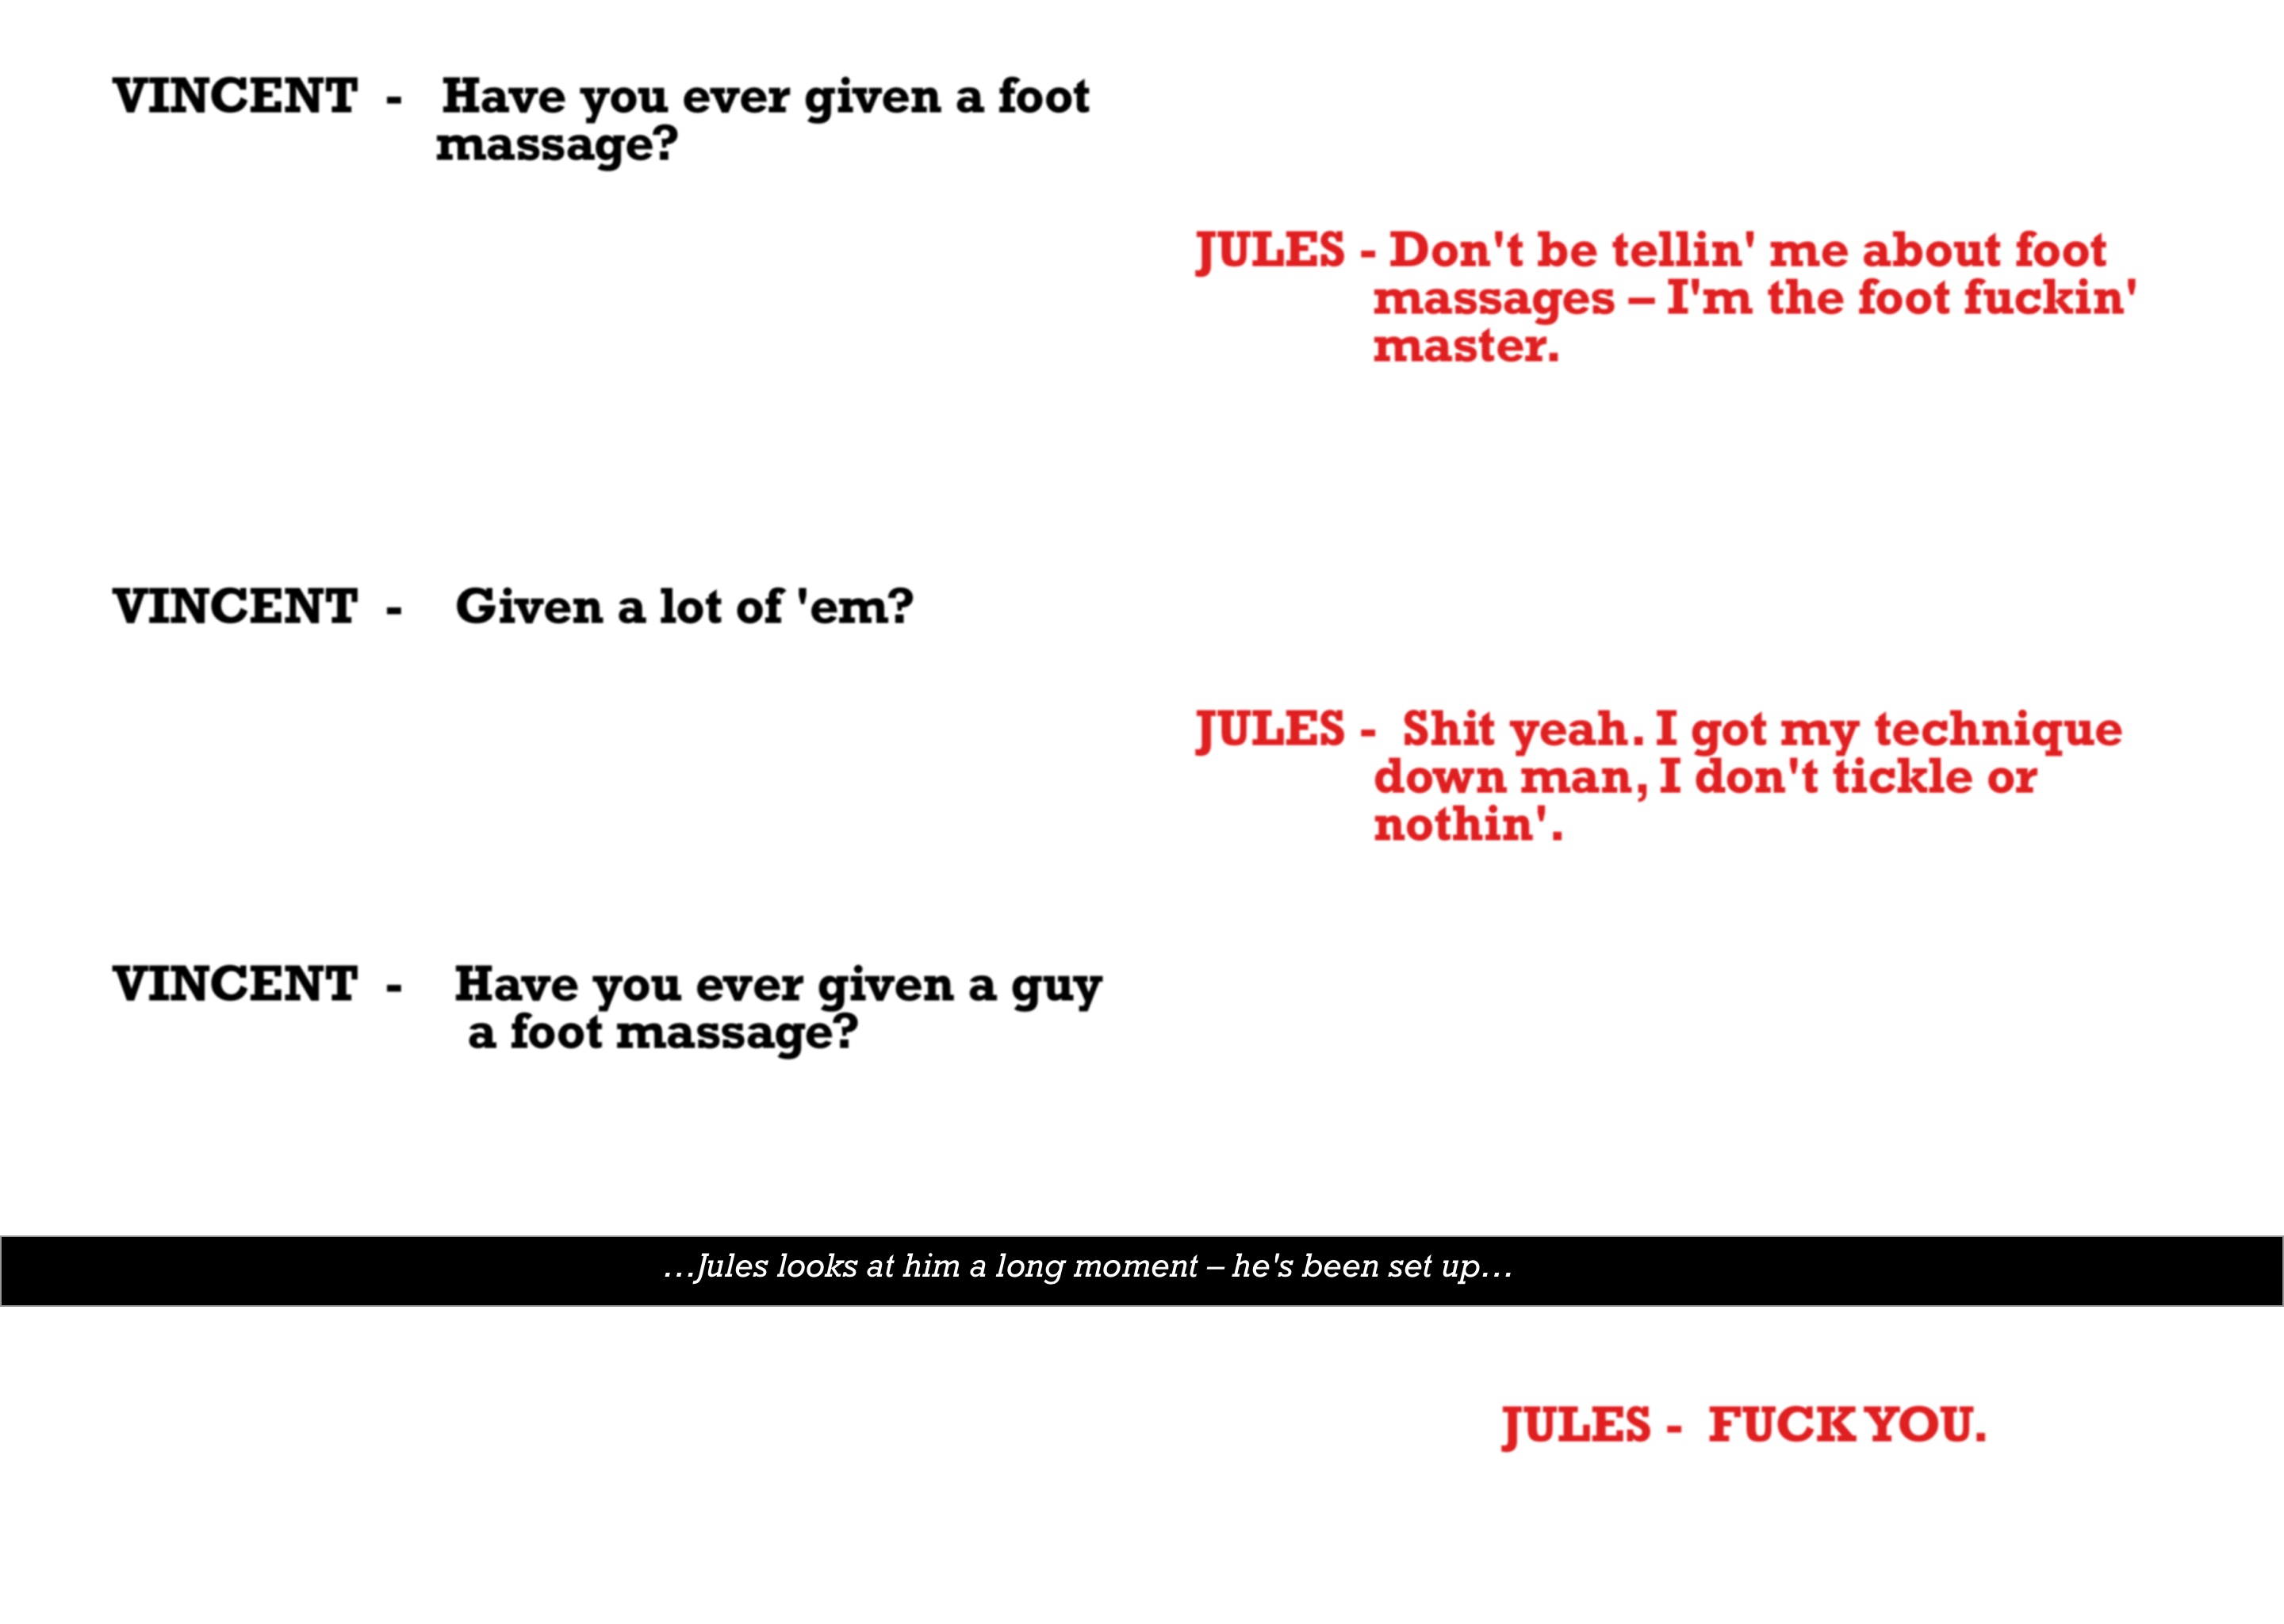 VINCENT - Have you ever given a foot
massage?
JULES - Don't be tellin' me about foot
massages – I'm the foot fuckin'
master.
VINCENT - Given a lot of 'em?
JULES - Shit yeah. I got my technique
down man, I don't tickle or
nothin'.
VINCENT - Have you ever given a guy
a foot massage?
...Jules looks at him a long moment – he's been set up...
JULES - FUCK YOU.